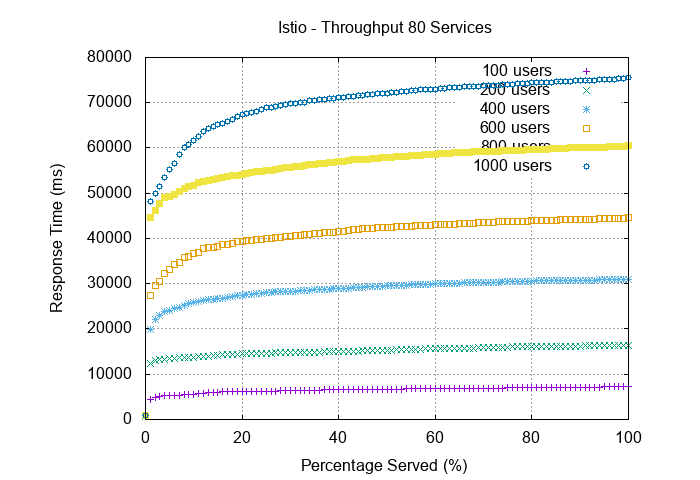 Istio - Throughput 80 Services
80000
70000
60000
50000
40000
30000
20000
10000
0
Response Time (ms)
100 users
200 users
400 users
600 users
800 users
1000 users
0 20 40 60 80 100
Percentage Served (%)